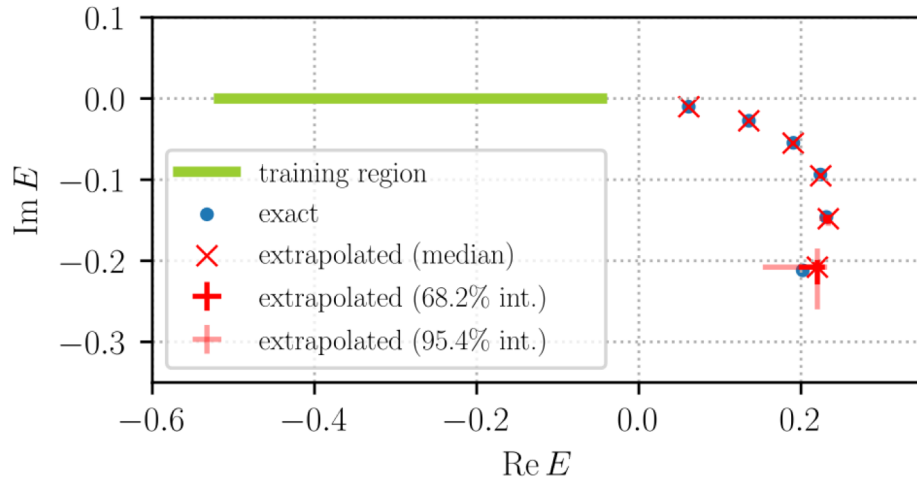 0.1
0.0
−0.1
−0.2
−0.3
Im E
training region
exact
extrapolated (median)
extrapolated (68.2% int.)
extrapolated (95.4% int.)
−0.6 −0.4 −0.2 0.0 0.2
Re E